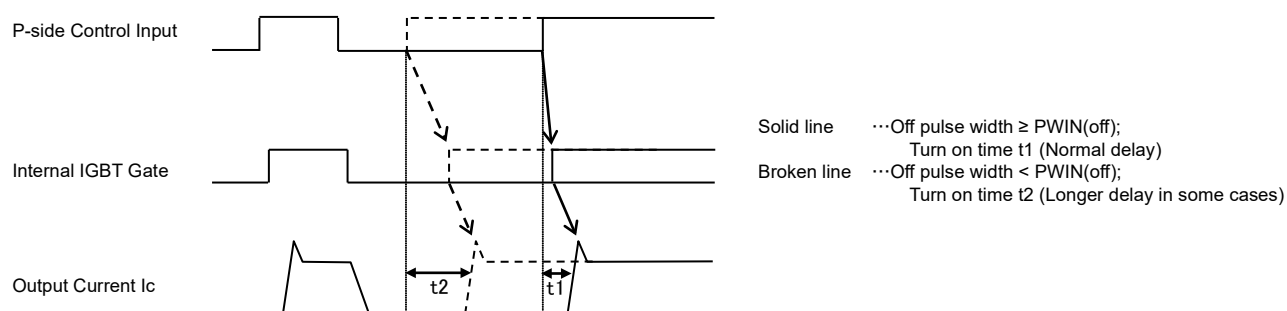 P-side Control Input
Solid line ···Off pulse width ≥ PWIN(off);
Turn on time t1 (Normal delay)
Internal IGBT Gate
Broken line ···Off pulse width < PWIN(off);
Turn on time t2 (Longer delay in some cases)
Output Current Ic
t2
t1